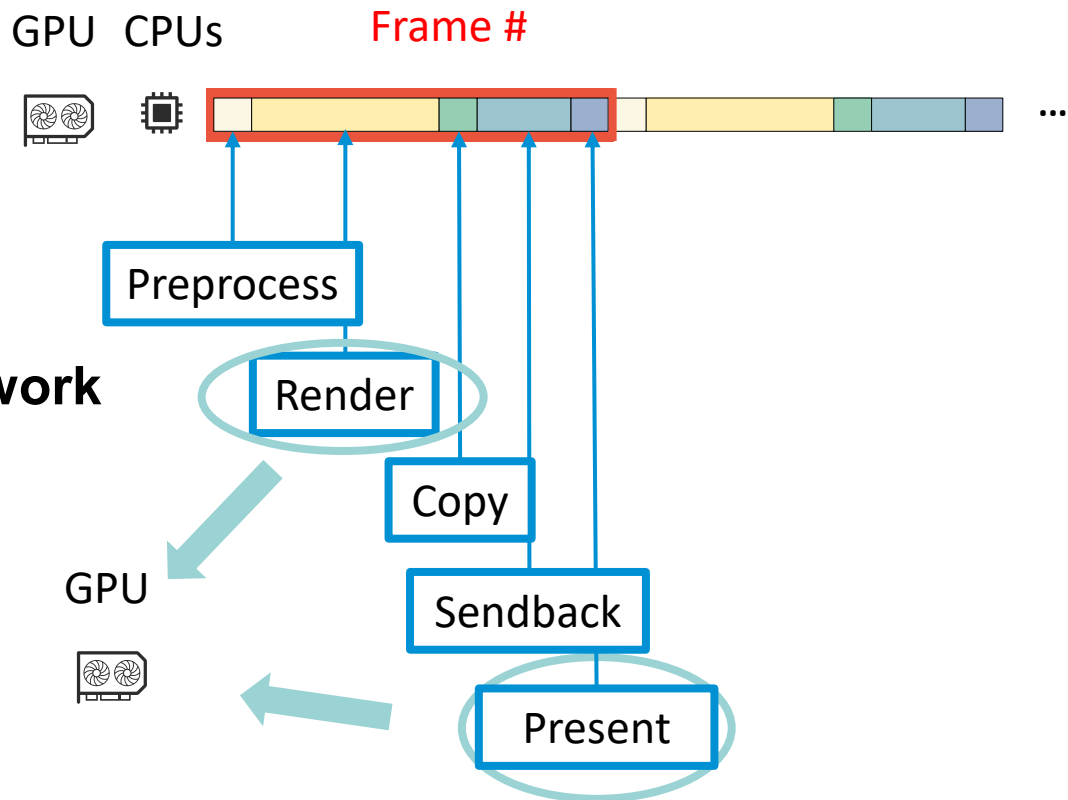 GPU CPUs Frame #
...
Preprocess
work
Render
Copy
GPU
Sendback
Present